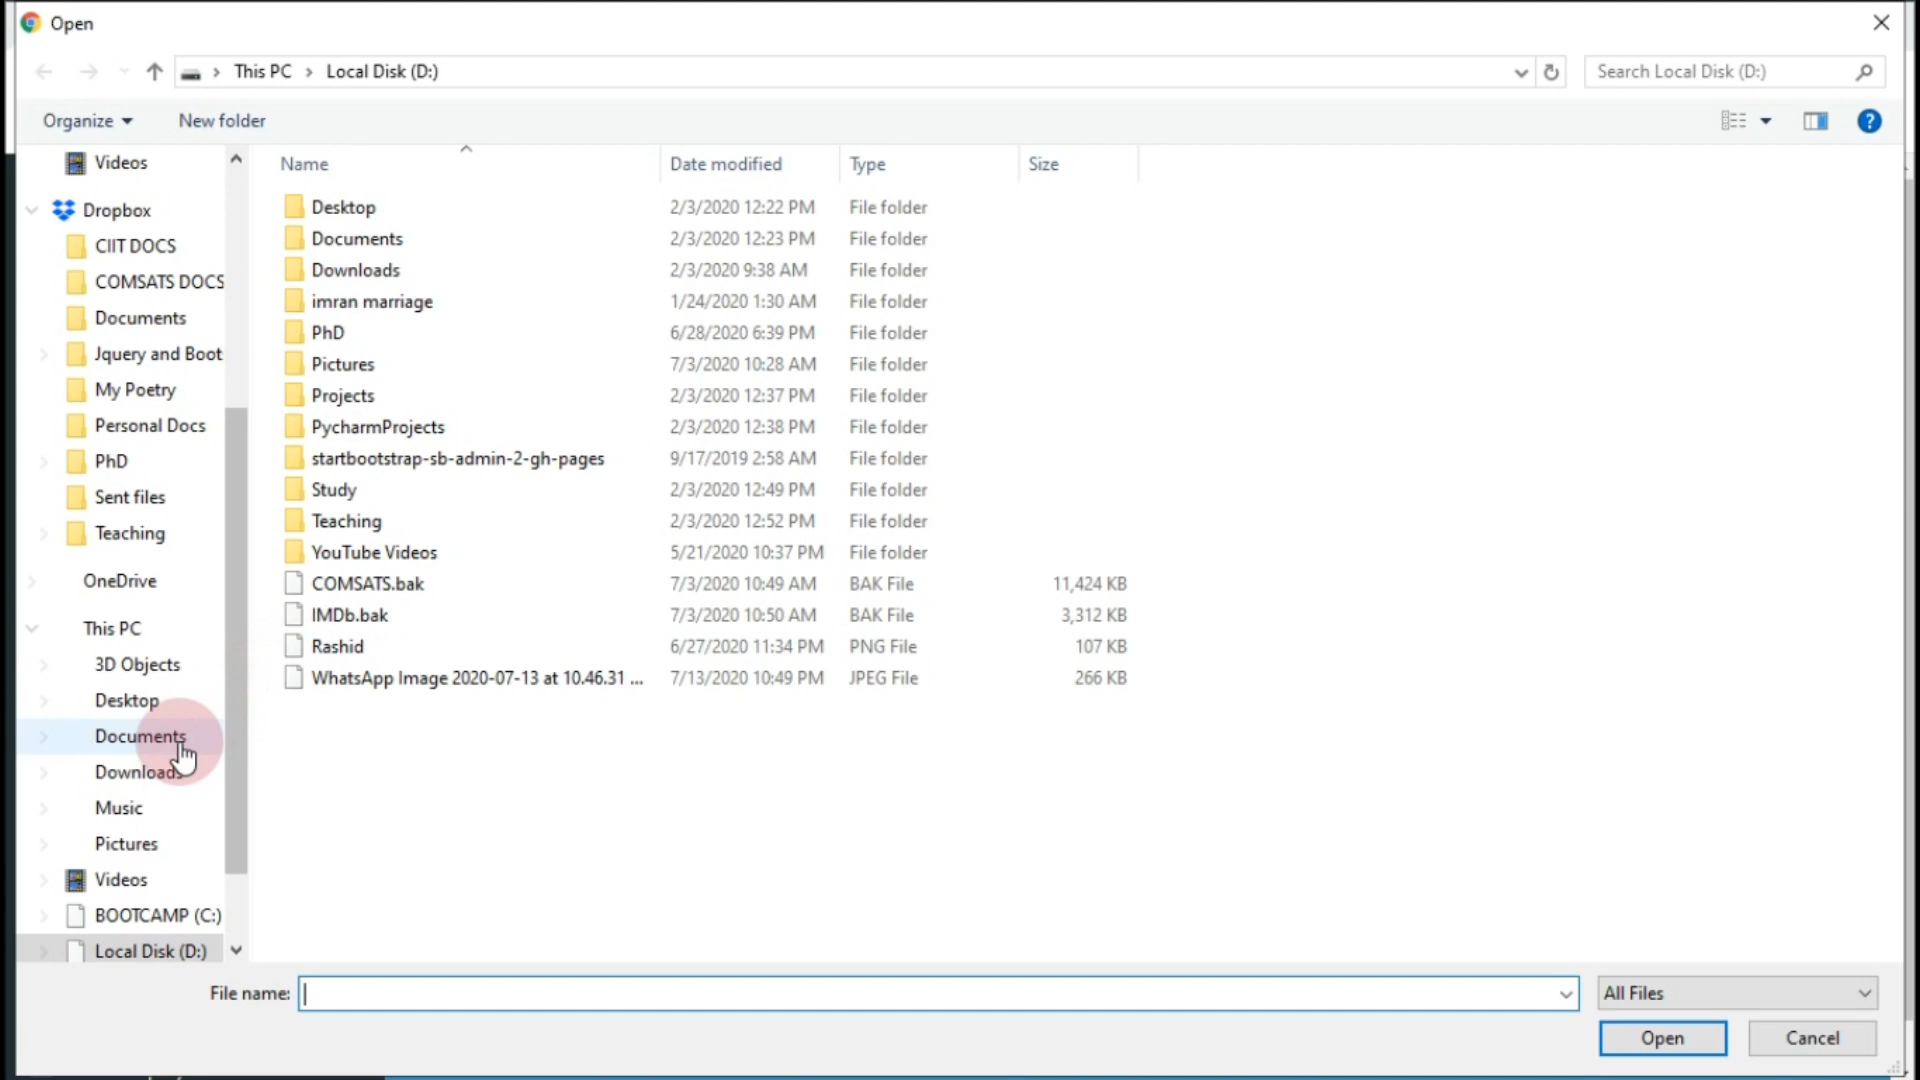 Open
This PC > Local Disk (D:)
Search Local Disk (D:)
Organize
New folder
Videos
Dropbox
CIIT DOCS
COMSATS DOCS
Documents
Jquery and Boot
My Poetry
Personal Docs
PhD
Sent files
Teaching
OneDrive
This PC
3D Objects
Desktop
Documents
Downloads
Music
Pictures
Videos
BOOTCAMP (C:)
Local Disk (D:)
Name Date modified Type Size
Desktop 2/3/2020 12:22 PM File folder
Documents 2/3/2020 12:23 PM File folder
Downloads 2/3/2020 9:38 AM File folder
imran marriage 1/24/2020 1:30 AM File folder
PhD 6/28/2020 6:39 PM File folder
Pictures 7/3/2020 10:28 AM File folder
Projects 2/3/2020 12:37 PM File folder
PycharmProjects 2/3/2020 12:38 PM File folder
startbootstrap-sb-admin-2-gh-pages 9/17/2019 2:58 AM File folder
Study 2/3/2020 12:49 PM File folder
Teaching 2/3/2020 12:52 PM File folder
YouTube Videos 5/21/2020 10:37 PM File folder
COMSATS.bak 7/3/2020 10:49 AM BAK File 11,424 KB
IMDb.bak 7/3/2020 10:50 AM BAK File 3,312 KB
Rashid 6/27/2020 11:34 PM PNG File 107 KB
WhatsApp Image 2020-07-13 at 10.46.31 ... 7/13/2020 10:49 PM JPEG File 266 KB
File name:
All Files
Open
Cancel